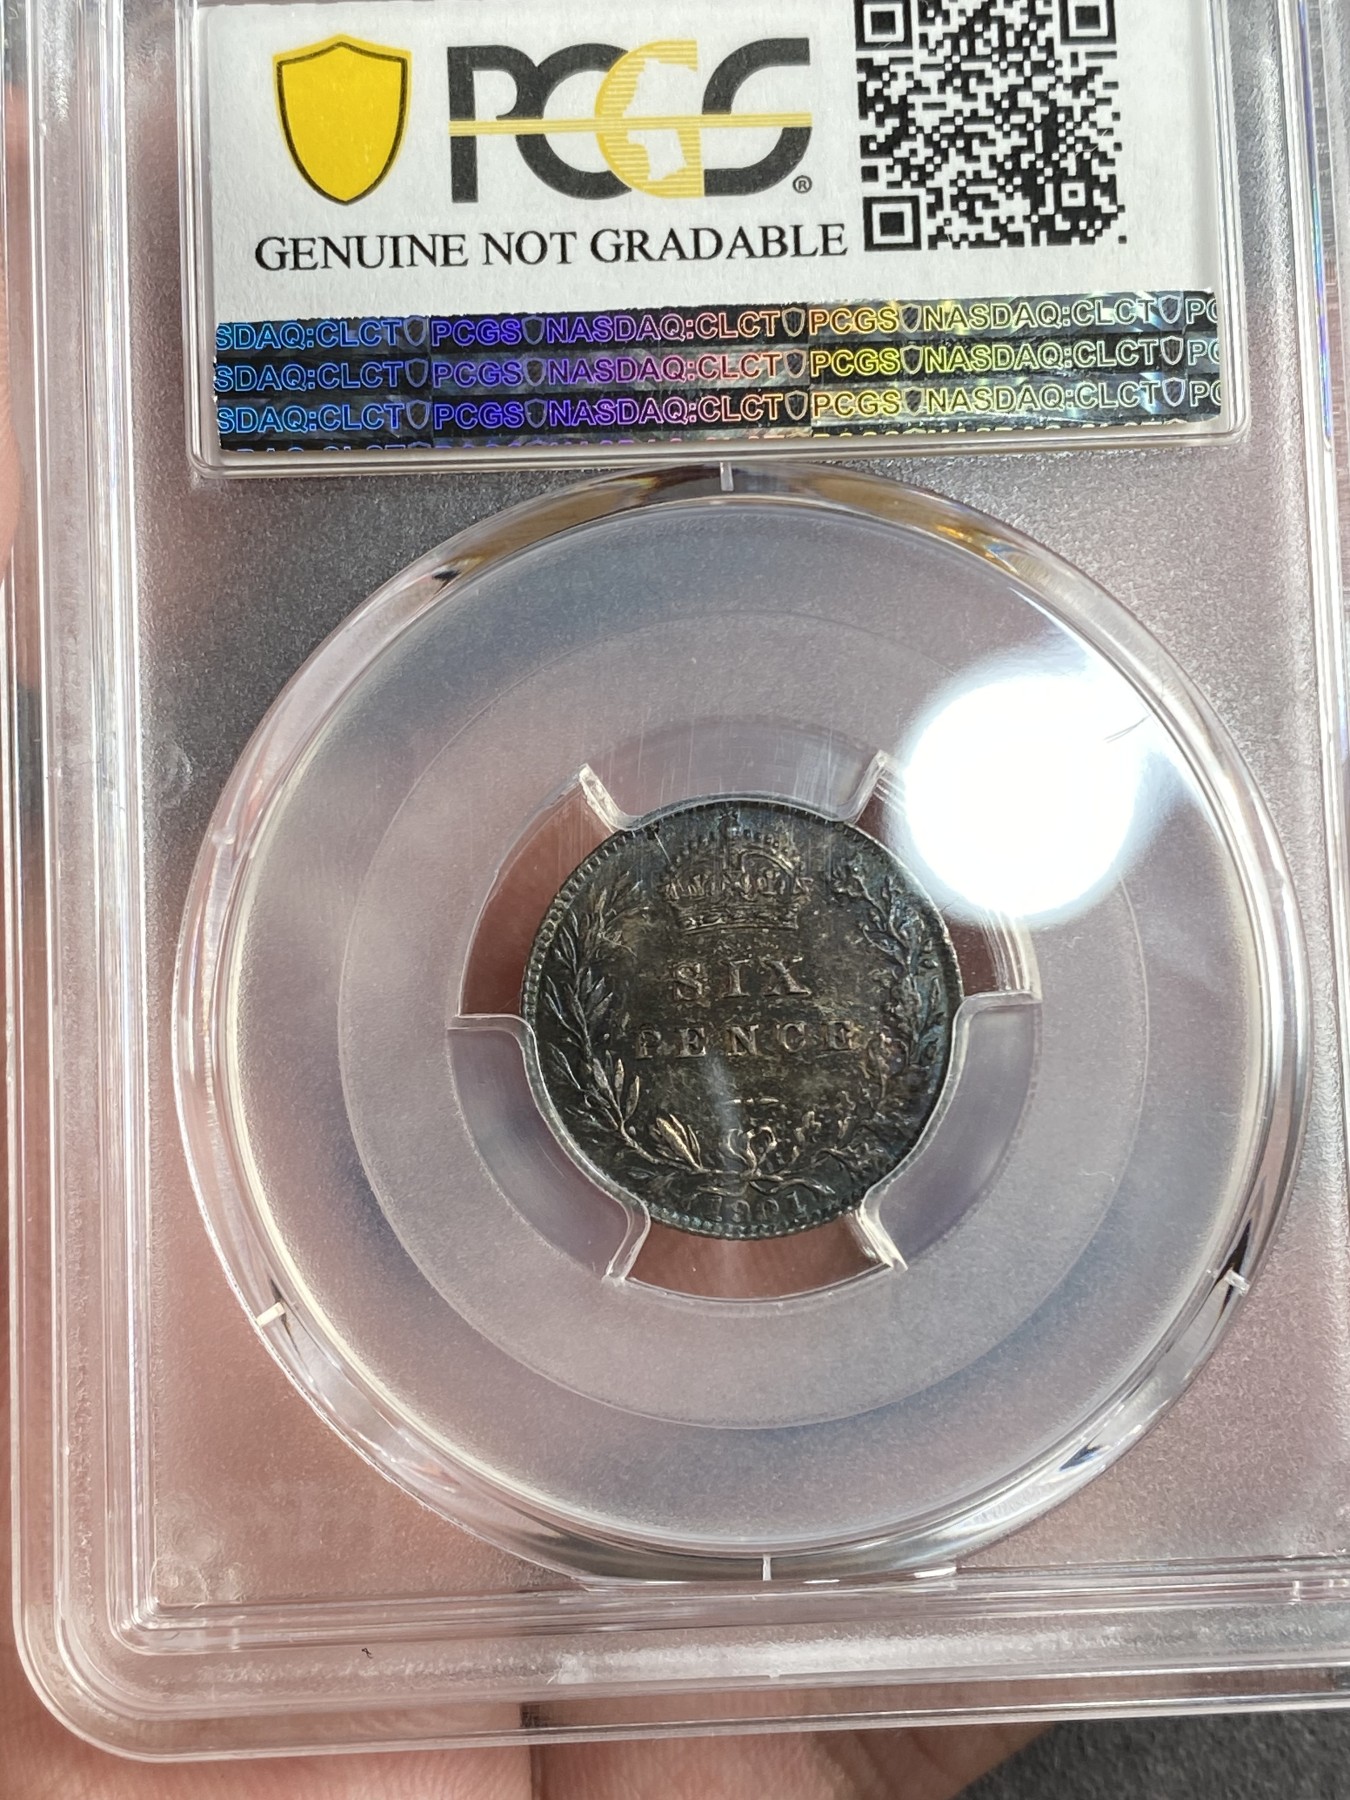 PCGS®
GENUINE NOT GRADABLE
SDAQ:CLCT PCGS NASDAQ:CLCT PCGS NASDAQ:CLCT PC
SDAQ:CLCT PCGS NASDAQ:CLCT PCGS NASDAQ:CLCT PC
SDAQ:CLCT PCGS NASDAQ:CLCT PCGS NASDAQ:CLCT PC
SIX
PENCE
1901